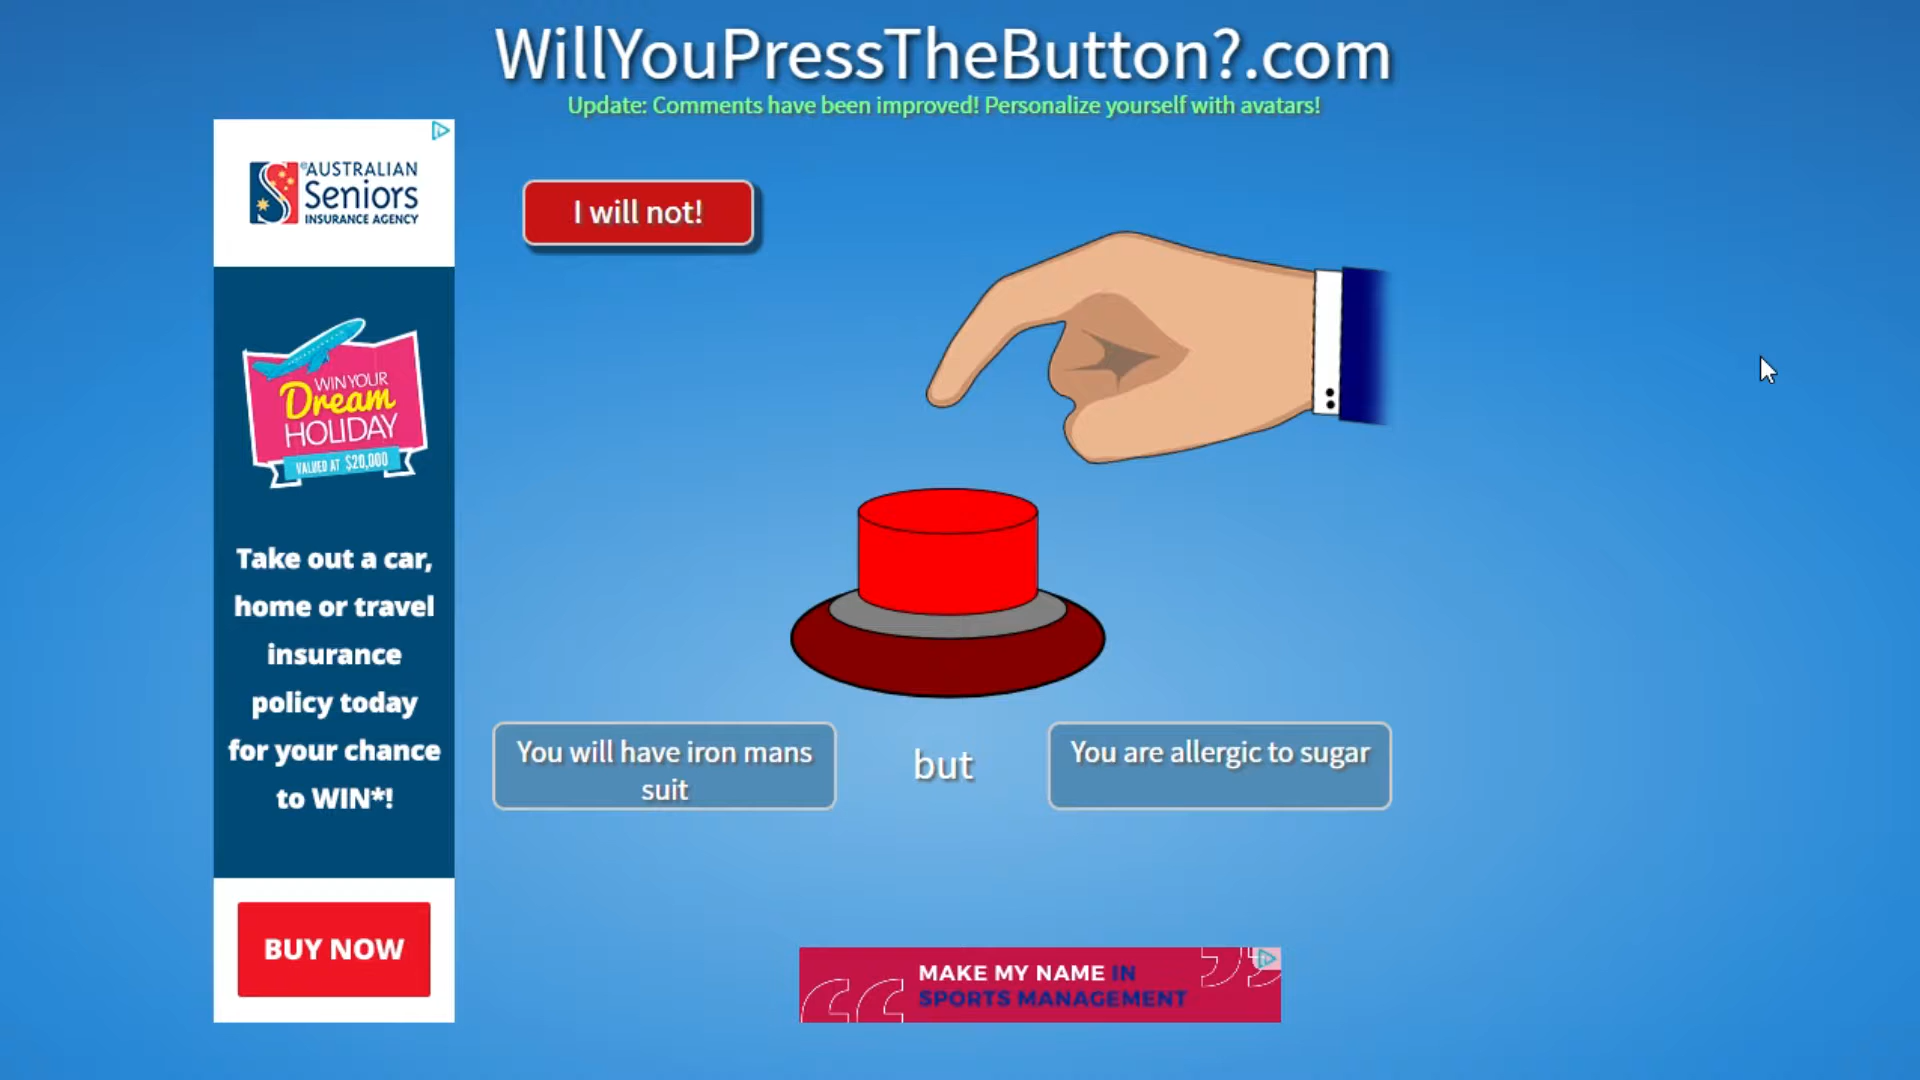 WillYouPressTheButton?.com
Update: Comments have been improved! Personalize yourself with avatars!
AUSTRALIAN
Seniors
INSURANCE AGENCY
WIN YOUR
Dream
HOLIDAY
VALUED AT $20,000
Take out a car,
home or travel
insurance
policy today
for your chance
to WIN*!
BUY NOW
I will not!
You will have iron mans
suit
but
You are allergic to sugar
MAKE MY NAME IN
SPORTS MANAGEMENT